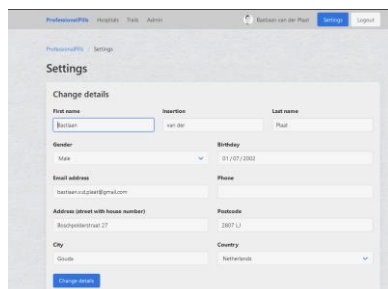 ProfessionalPills Hospitals Trails Admin Bastiaan van der Plaat Settings Logout
ProfessionalPills / Settings
Settings
Change details
First name Insertion Last name
Bastiaan van der Plaat
Gender Birthday
Male 01/07/2002
Email address Phone
bastiaan.v.d.plaat@gmail.com
Address (street with house number) Postcode
Boschpolderstraat 27 2807 LJ
City Country
Gouda Netherlands
Change details